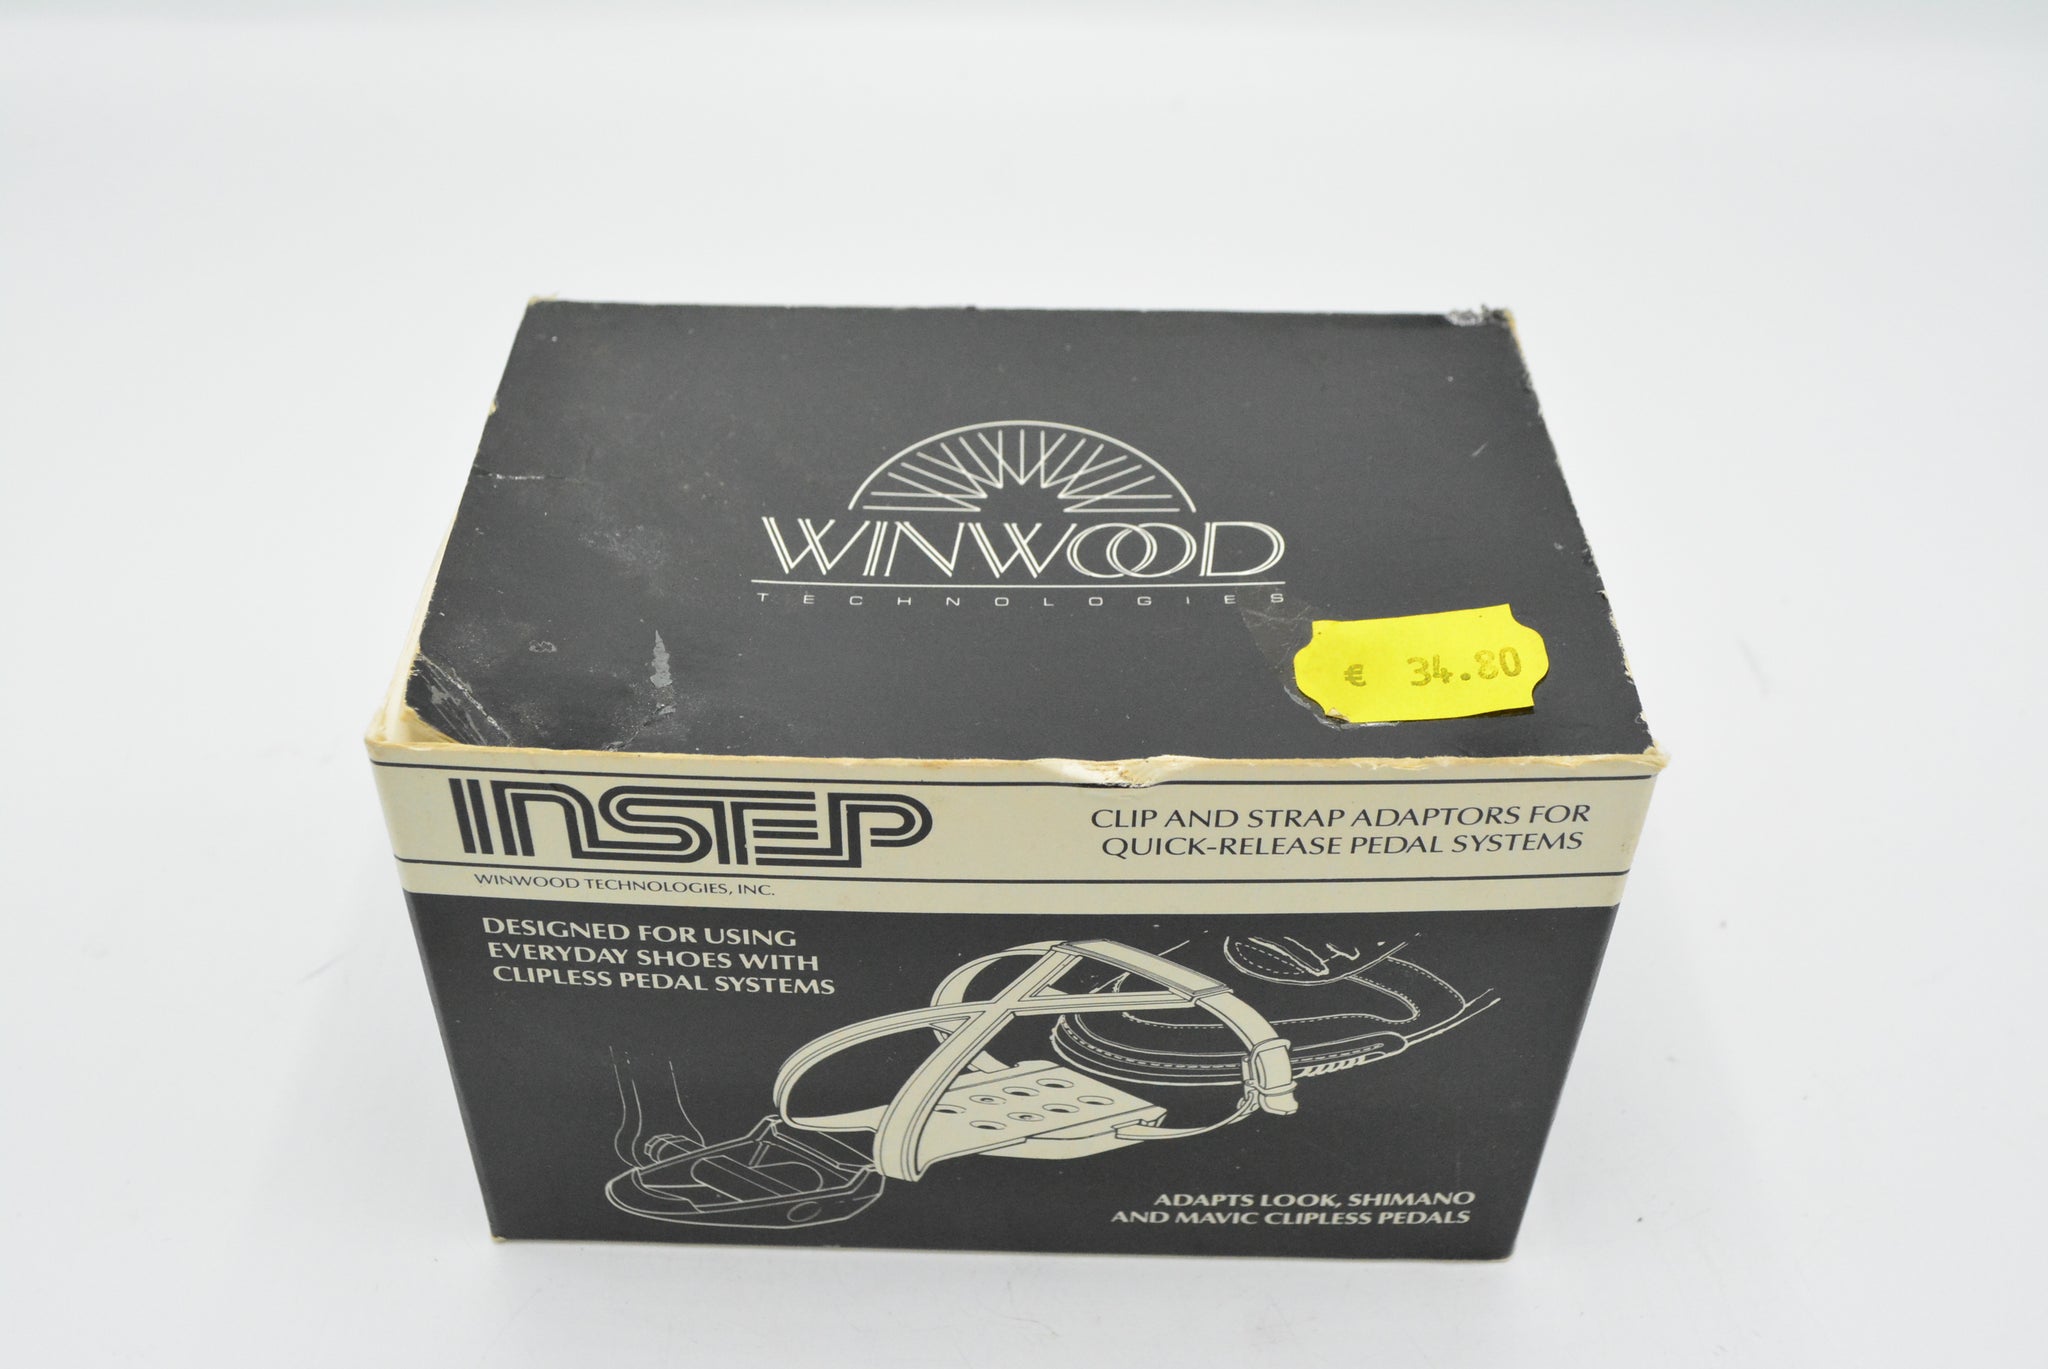 WINWOOD
TECHNOLOGIES
€ 34.80
INSTEP
CLIP AND STRAP ADAPTORS FOR
QUICK-RELEASE PEDAL SYSTEMS
WINWOOD TECHNOLOGIES, INC.
DESIGNED FOR USING
EVERYDAY SHOES WITH
CLIPLESS PEDAL SYSTEMS
ADAPTS LOOK, SHIMANO
AND MAVIC CLIPLESS PEDALS